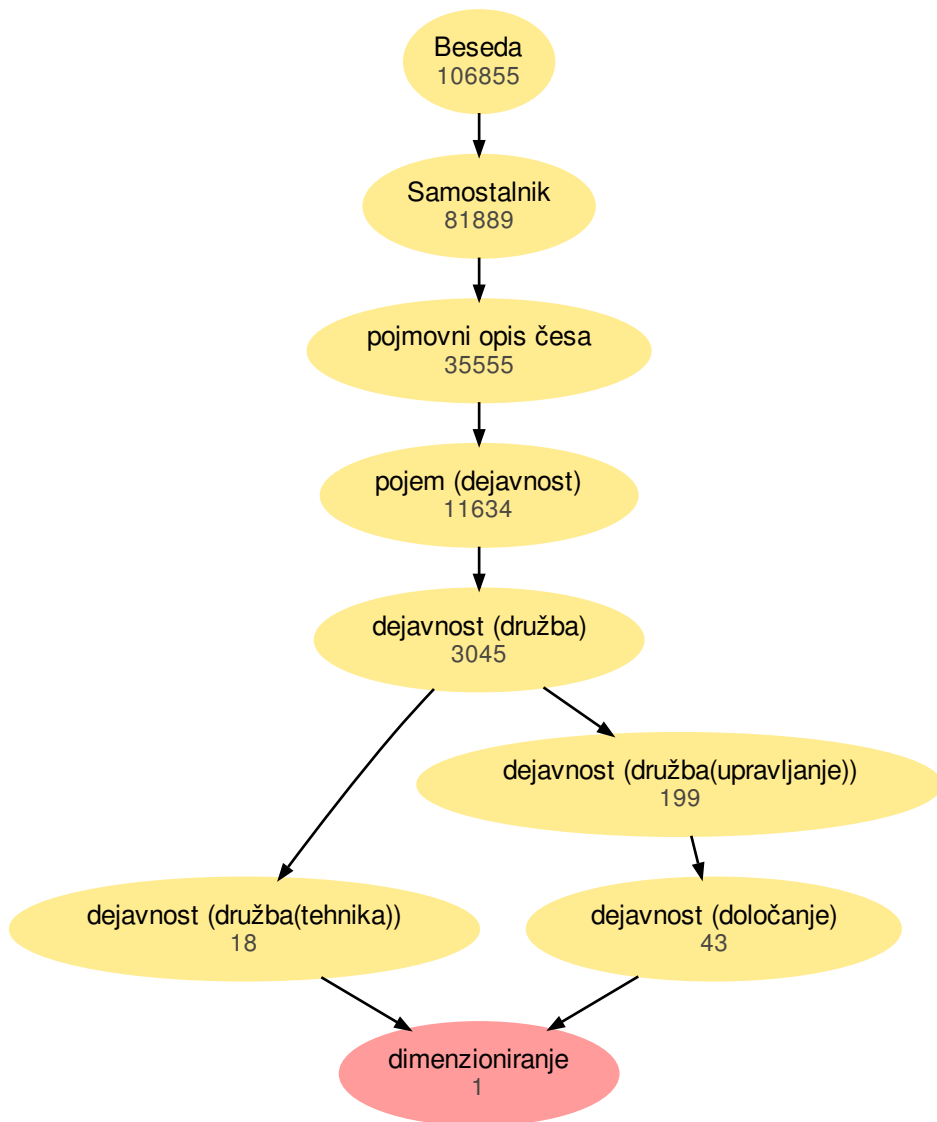 Beseda
106855
Samostalnik
81889
pojmovni opis česa
35555
pojem (dejavnost)
11634
dejavnost (družba)
3045
dejavnost (družba(upravljanje))
199
dejavnost (družba(tehnika))
18
dejavnost (določanje)
43
dimenzioniranje
1